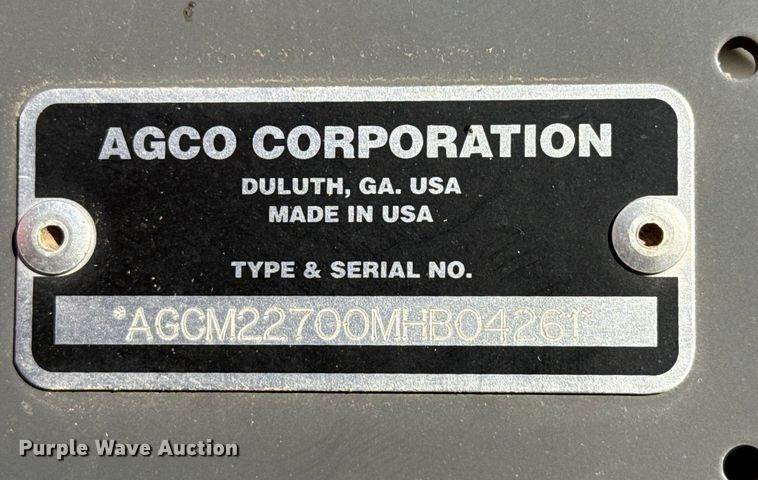 AGCO CORPORATION
DULUTH, GA. USA
MADE IN USA
TYPE & SERIAL NO.
*AGCM22700MHB04261*
Purple Wave Auction